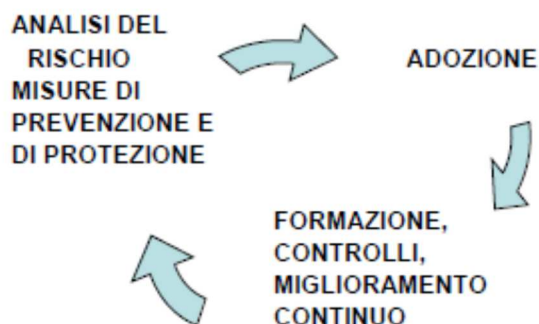 ANALISI DEL
RISCHIO
MISURE DI
PREVENZIONE E
DI PROTEZIONE
ADOZIONE
FORMAZIONE,
CONTROLLI,
MIGLIORAMENTO
CONTINUO